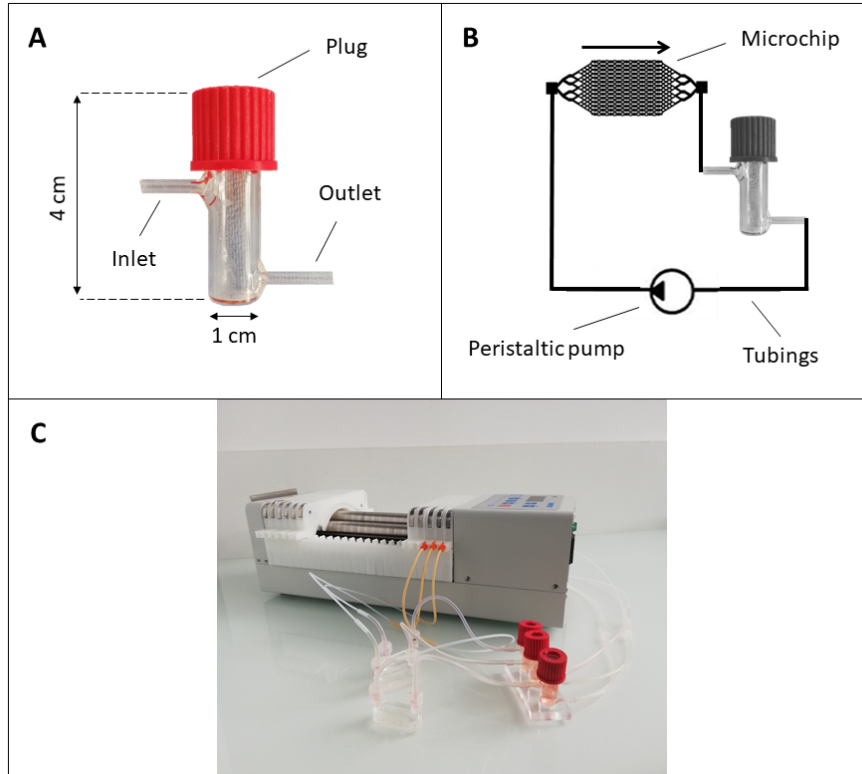 A
Plug
4 cm
Inlet
Outlet
1 cm
B
Microchip
Peristaltic pump
Tubings
C